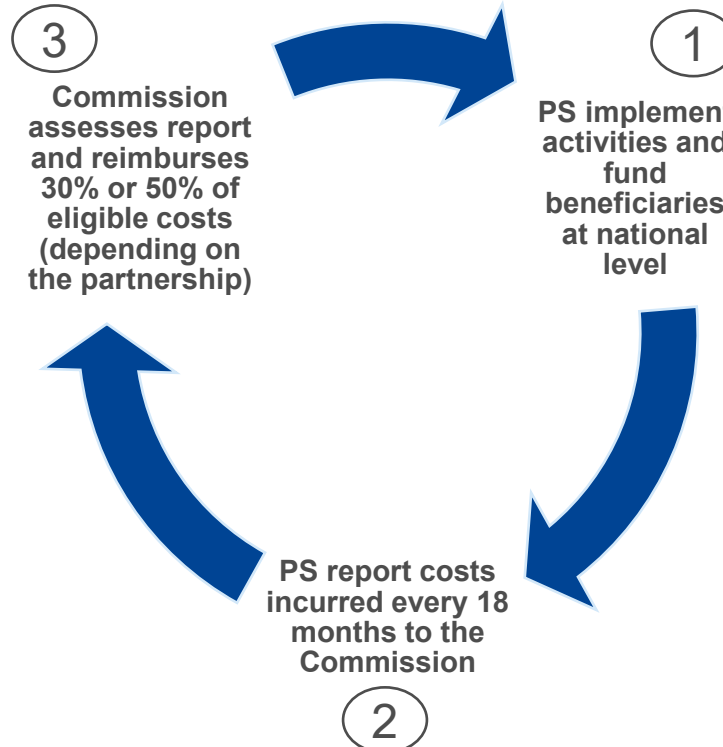 3
Commission
assesses report
and reimburses
30% or 50% of
eligible costs
(depending on
the partnership)
1
PS implemen
activities and
fund
beneficiaries
at national
level
PS report costs
incurred every 18
months to the
Commission
2